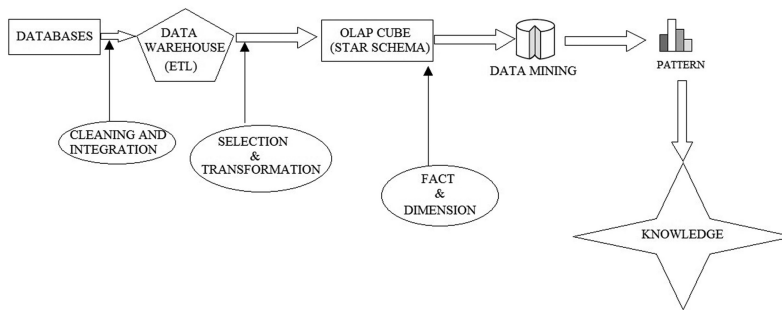 DATABASES
DATA
WAREHOUSE
(ETL)
OLAP CUBE
(STAR SCHEMA)
DATA MINING
PATTERN
CLEANING AND
INTEGRATION
SELECTION
&
TRANSFORMATION
FACT
&
DIMENSION
KNOWLEDGE